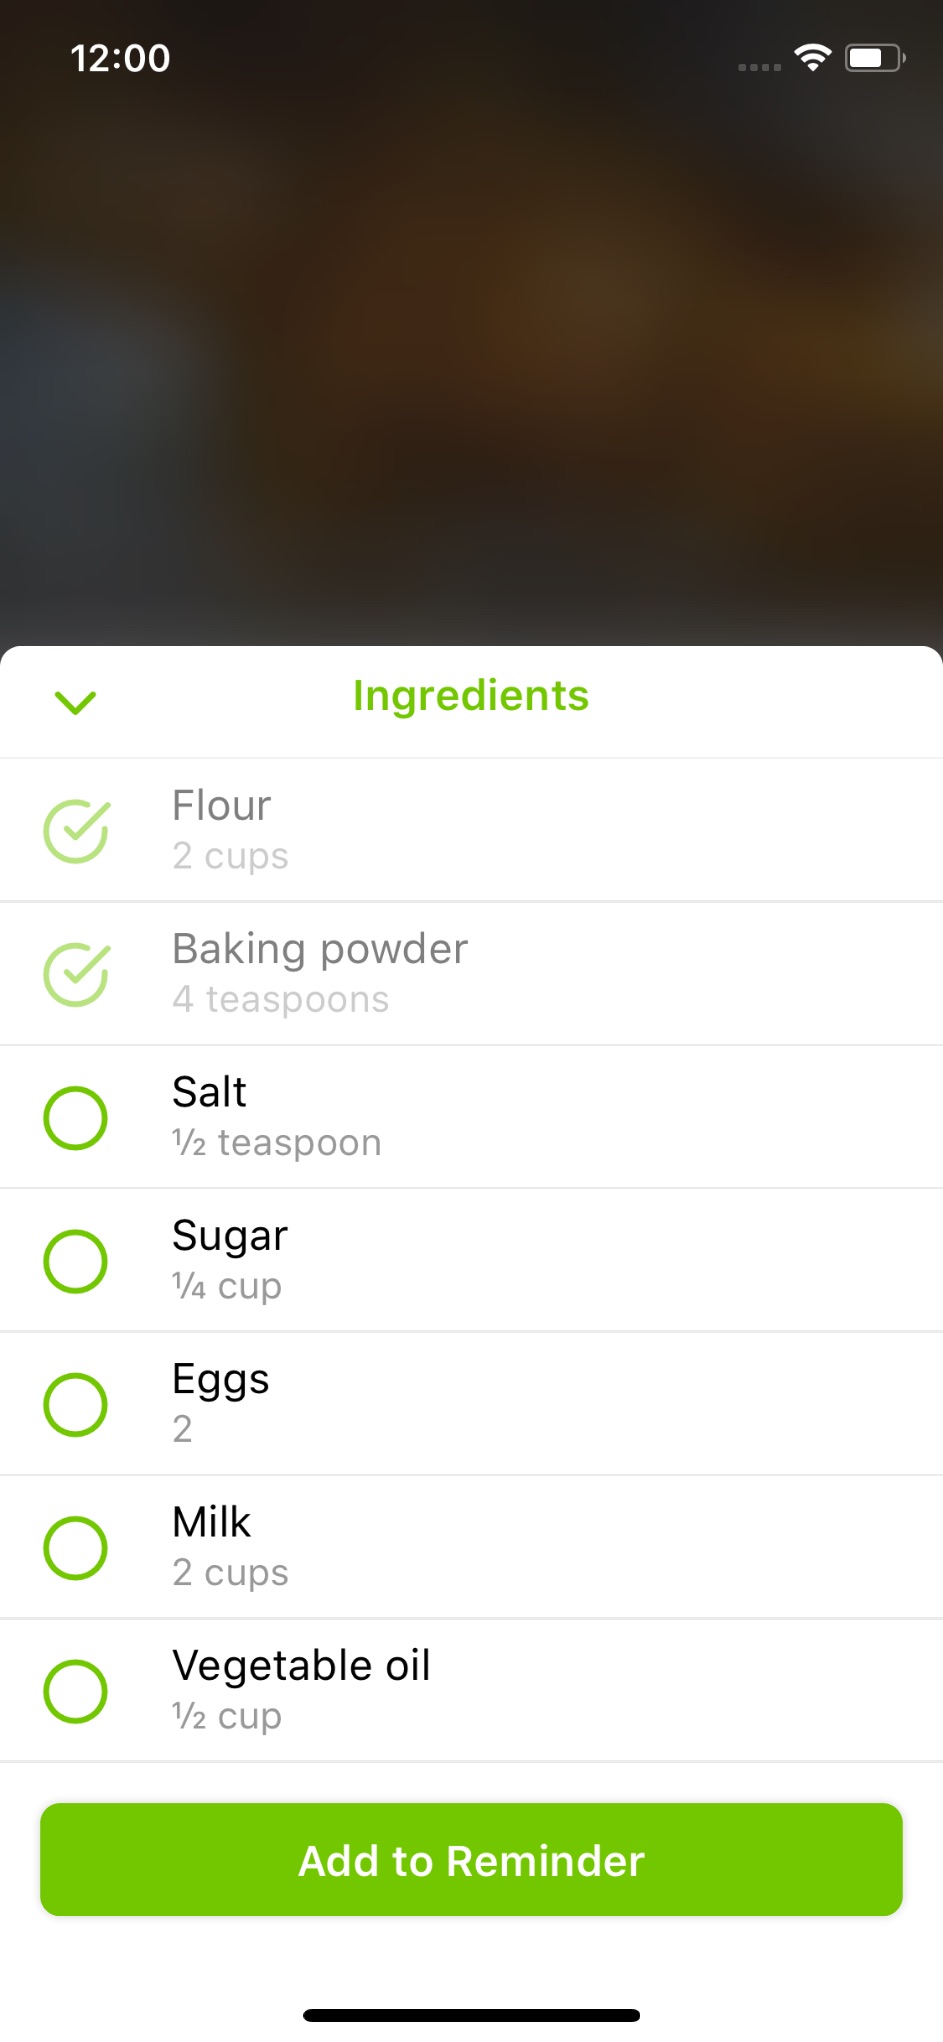 12:00
Ingredients
Flour
2 cups
Baking powder
4 teaspoons
Salt
½ teaspoon
Sugar
¼ cup
Eggs
2
Milk
2 cups
Vegetable oil
½ cup
Add to Reminder